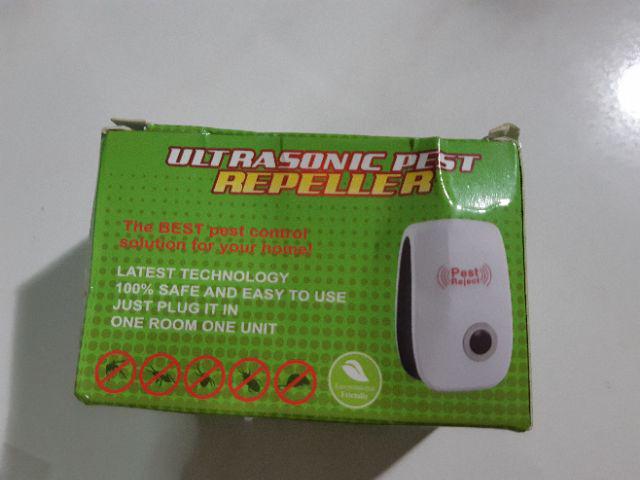 ULTRASONIC PEST
REPELLER
The BEST pest control
solution for your home!
LATEST TECHNOLOGY
100% SAFE AND EASY TO USE
JUST PLUG IT IN
ONE ROOM ONE UNIT
Pest
Reject
Friendly